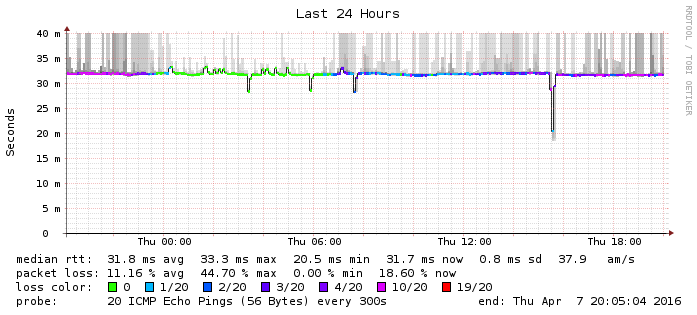 Last 24 Hours
RRDTOOL / TOBI OETIKER
Seconds
40 m
35 m
30 m
25 m
20 m
15 m
10 m
5 m
0
Thu 00:00 Thu 06:00 Thu 12:00 Thu 18:00
median rtt: 31.8 ms avg 33.3 ms max 20.5 ms min 31.7 ms now 0.8 ms sd 37.9 am/s
packet loss: 11.16 % avg 44.70 % max 0.00 % min 18.60 % now
loss color: 0 1/20 2/20 3/20 4/20 10/20 19/20
probe: 20 ICMP Echo Pings (56 Bytes) every 300s end: Thu Apr 7 20:05:04 2016